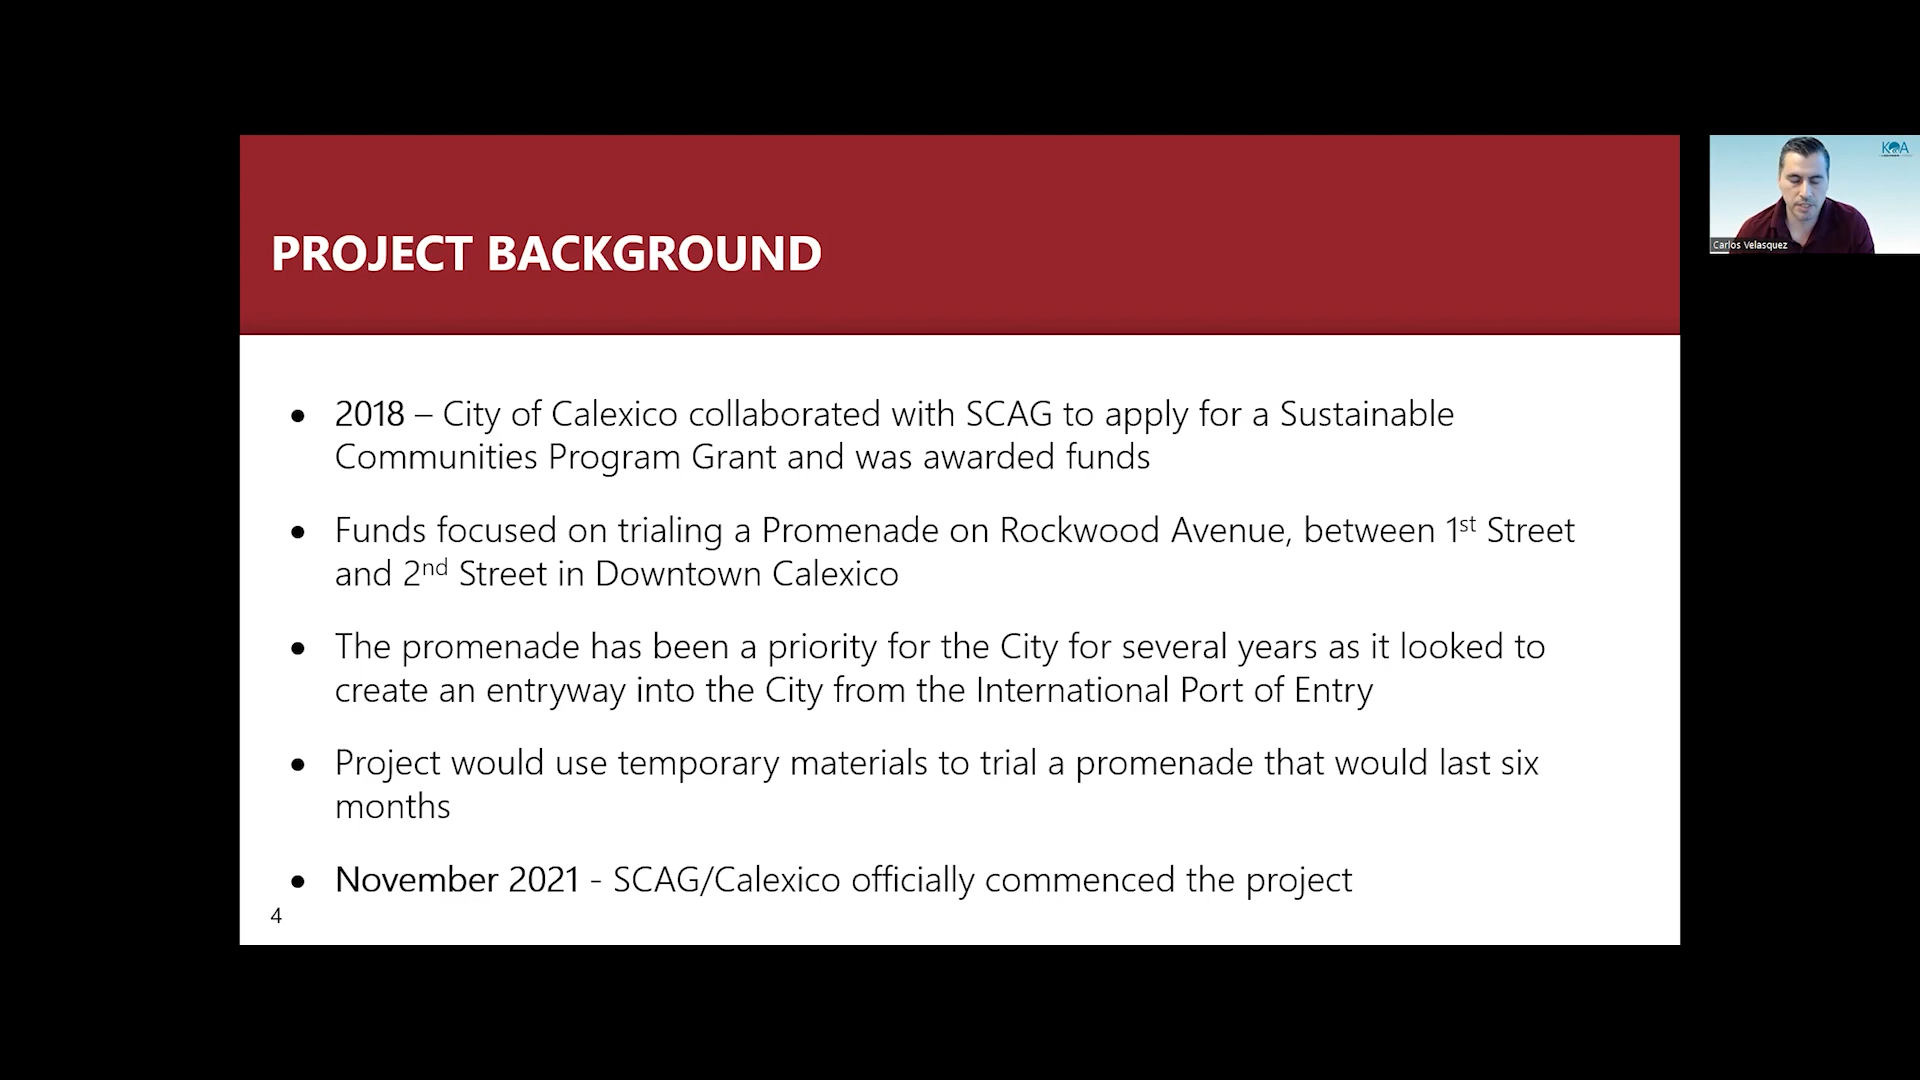 PROJECT BACKGROUND
• 2018 – City of Calexico collaborated with SCAG to apply for a Sustainable
Communities Program Grant and was awarded funds
• Funds focused on trialing a Promenade on Rockwood Avenue, between 1st Street
and 2nd Street in Downtown Calexico
• The promenade has been a priority for the City for several years as it looked to
create an entryway into the City from the International Port of Entry
• Project would use temporary materials to trial a promenade that would last six
months
• November 2021 - SCAG/Calexico officially commenced the project
4
KOA
Carlos Velasquez